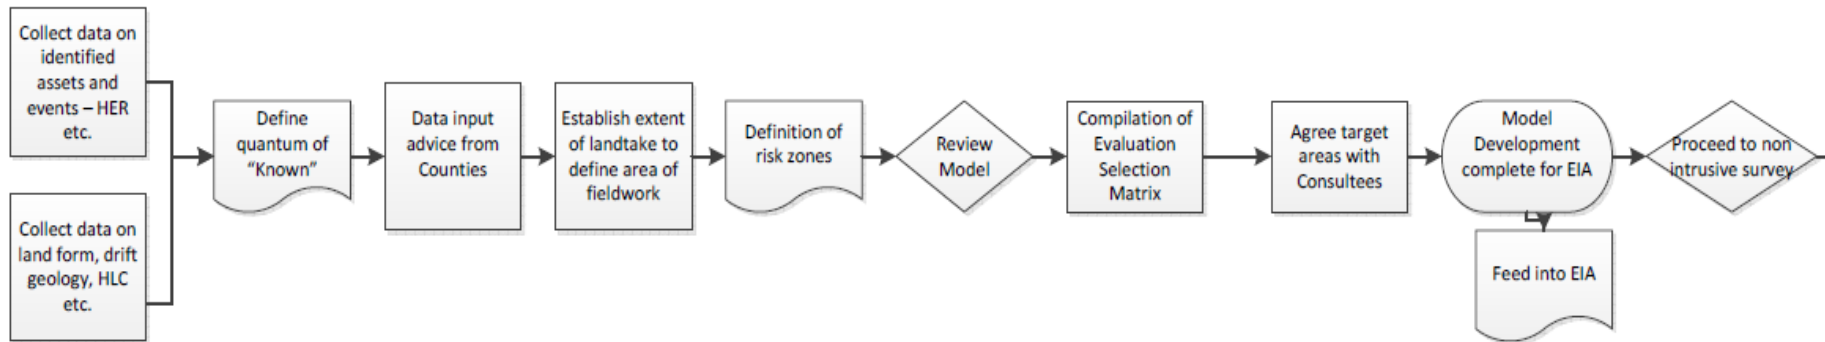 Collect data on
identified
assets and
events – HER
etc.
Collect data on
land form, drift
geology, HLC
etc.
Define
quantum of
“Known”
Data input
advice from
Counties
Establish extent
of landtake to
define area of
fieldwork
Definition of
risk zones
Review
Model
Compilation of
Evaluation
Selection
Matrix
Agree target
areas with
Consultees
Model
Development
complete for EIA
Feed into EIA
Proceed to non
intrusive survey